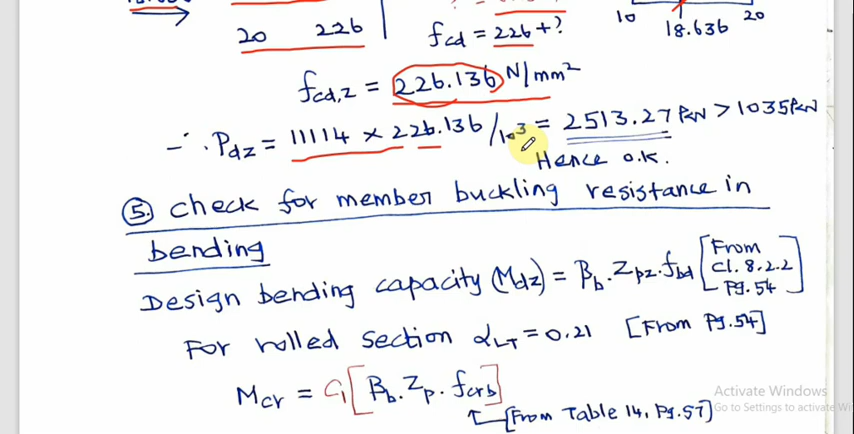 20 226
fcd = 226 + ?
10 18.636 20
fcd,z = 226.136 N/mm²
∴ Pdz = 11114 × 226.136/10³ = 2513.27 kN > 1035 kN
Hence o.k.
⑤ check for member buckling resistance in
bending
Design bending capacity (Mdz) = βb. Zpz. fbd [From
cl. 8.2.2
Pg. 54]
For rolled section αLT = 0.21 [From Pg. 54]
Mcr = C1 [βb. Zp. fcrb]
[From Table 14, Pg. 57]
Activate Windows
Go to Settings to activate Wi